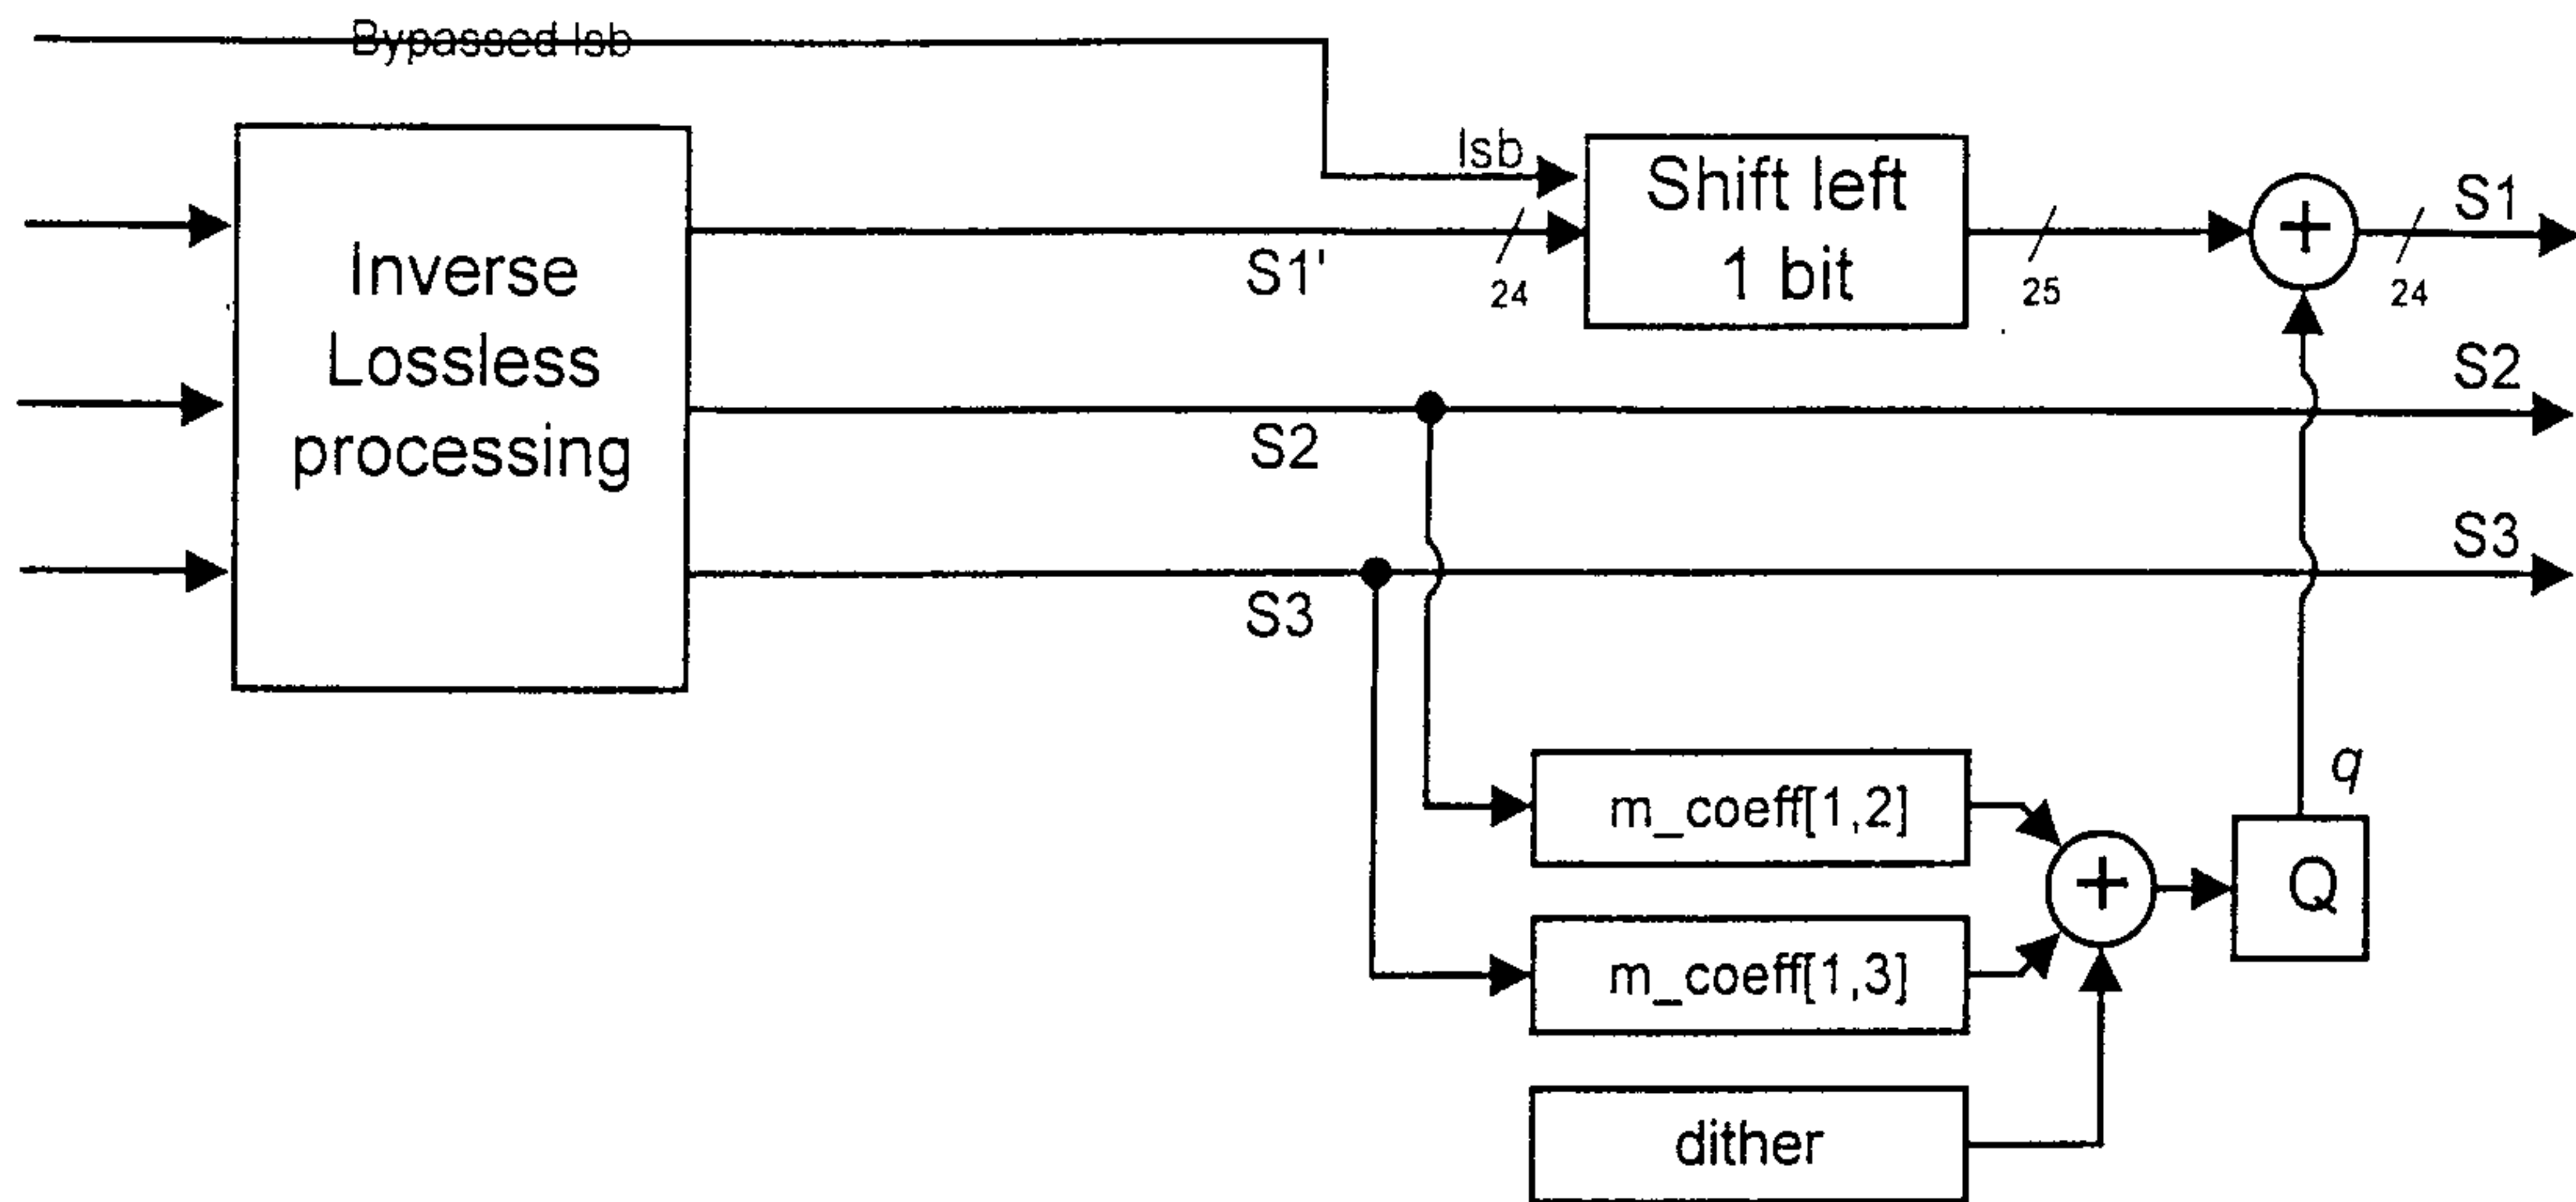 Bypassed lsb
lsb
Shift left
1 bit
S1
Inverse
Lossless
processing
S1'
24
25
24
S2
S2
S3
S3
q
m_coeff[1,2]
+
+
Q
m_coeff[1,3]
dither